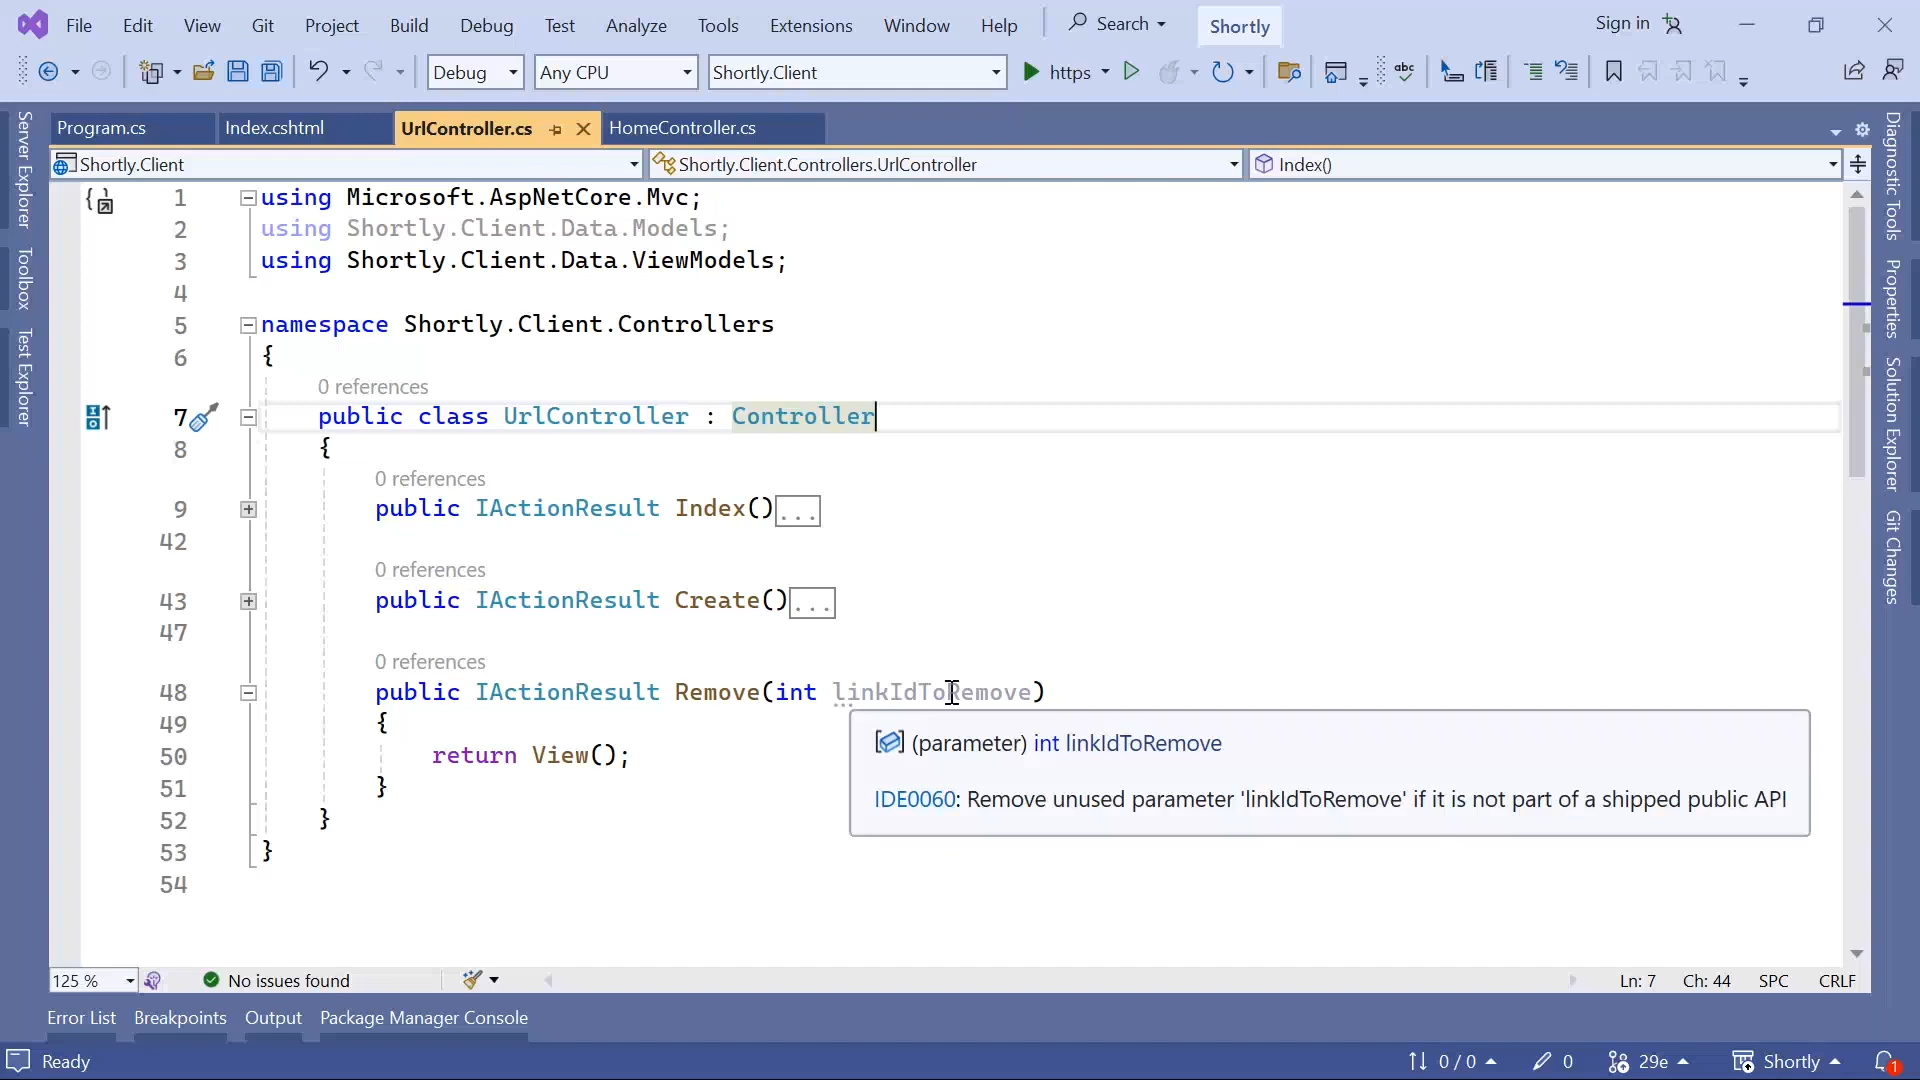 File Edit View Git Project Build Debug Test Analyze Tools Extensions Window Help Search Shortly Sign in
Debug Any CPU Shortly.Client https abc
Program.cs Index.cshtml UrlController.cs HomeController.cs
Shortly.Client Shortly.Client.Controllers.UrlController Index()
Server Explorer
Toolbox
Test Explorer
1 using Microsoft.AspNetCore.Mvc;
2 using Shortly.Client.Data.Models;
3 using Shortly.Client.Data.ViewModels;
4
5 namespace Shortly.Client.Controllers
6 {
0 references
7 public class UrlController : Controller
8 {
0 references
9 public IActionResult Index()...
42
0 references
43 public IActionResult Create()...
47
0 references
48 public IActionResult Remove(int linkIdToRemove)
49 {
50 return View();
51 }
52 }
53 }
54
(parameter) int linkIdToRemove
IDE0060: Remove unused parameter 'linkIdToRemove' if it is not part of a shipped public API
Diagnostic Tools
Properties
Solution Explorer
Git Changes
125 % No issues found Ln: 7 Ch: 44 SPC CRLF
Error List Breakpoints Output Package Manager Console
Ready 0 / 0 0 29e Shortly 1